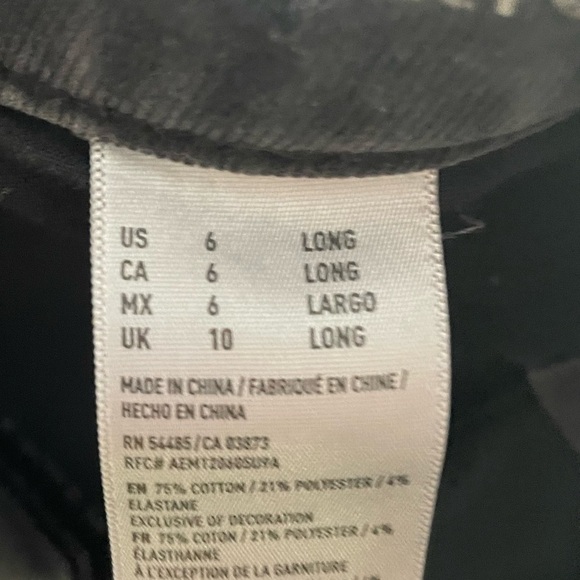 US 6 LONG
CA 6 LONG
MX 6 LARGO
UK 10 LONG
MADE IN CHINA / FABRIQUÉ EN CHINE /
HECHO EN CHINA
RN 54485/CA 03873
RFC# AEM120605U9A
EN 75% COTTON / 21% POLYESTER / 4%
ELASTANE
EXCLUSIVE OF DECORATION
FR 75% COTON / 21% POLYESTER / 4%
ÉLASTHANNE
À L'EXCEPTION DE LA GARNITURE